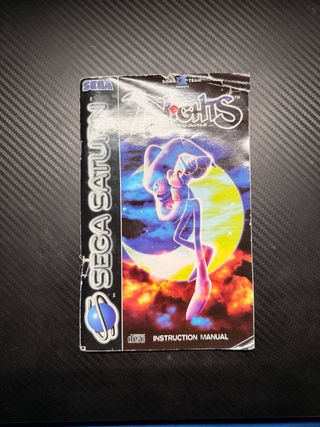 SEGA
SONIC TEAM
NiGHTS
SEGA SATURN
INSTRUCTION MANUAL